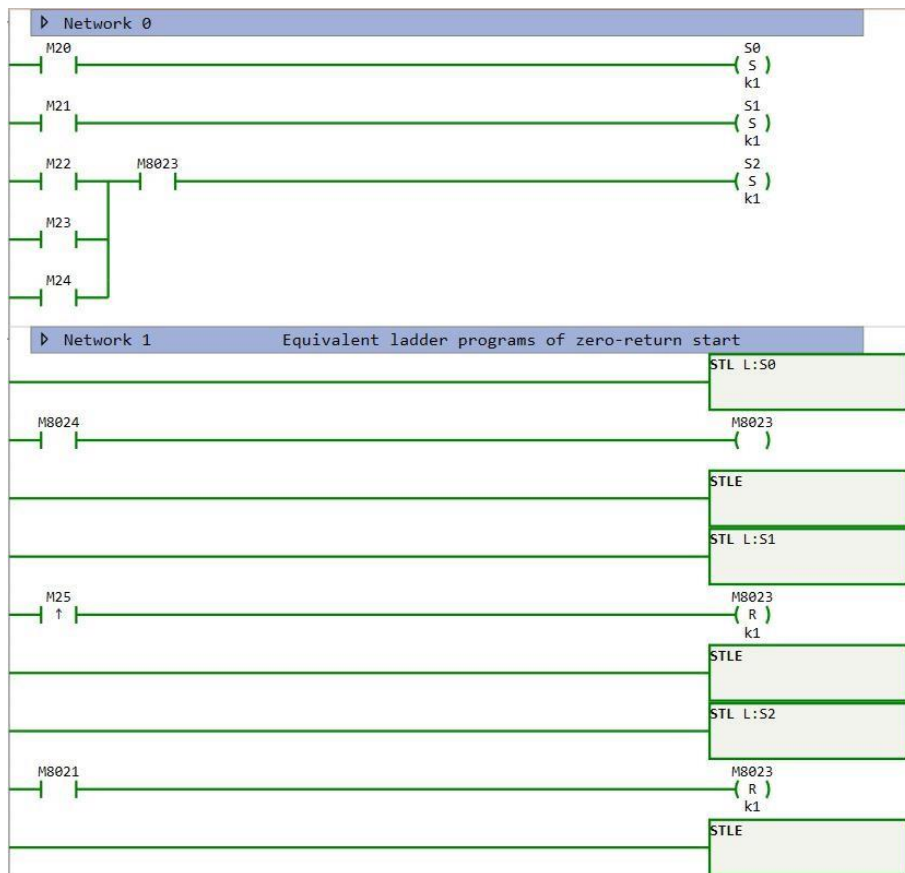 Network 0
M20 S0
S
k1
M21 S1
S
k1
M22 M8023 S2
S
k1
M23
M24
Network 1 Equivalent ladder programs of zero-return start
STL L:S0
M8024 M8023
STLE
STL L:S1
M25 M8023
↑ R
k1
STLE
STL L:S2
M8021 M8023
R
k1
STLE